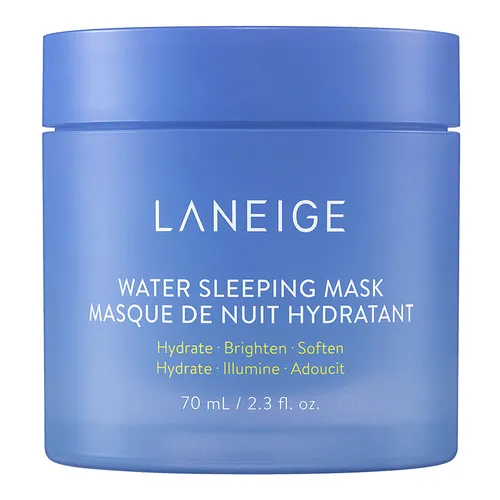 LANEIGE
WATER SLEEPING MASK
MASQUE DE NUIT HYDRATANT
Hydrate · Brighten · Soften
Hydrate · Illumine · Adoucit
70 mL / 2.3 fl. oz.